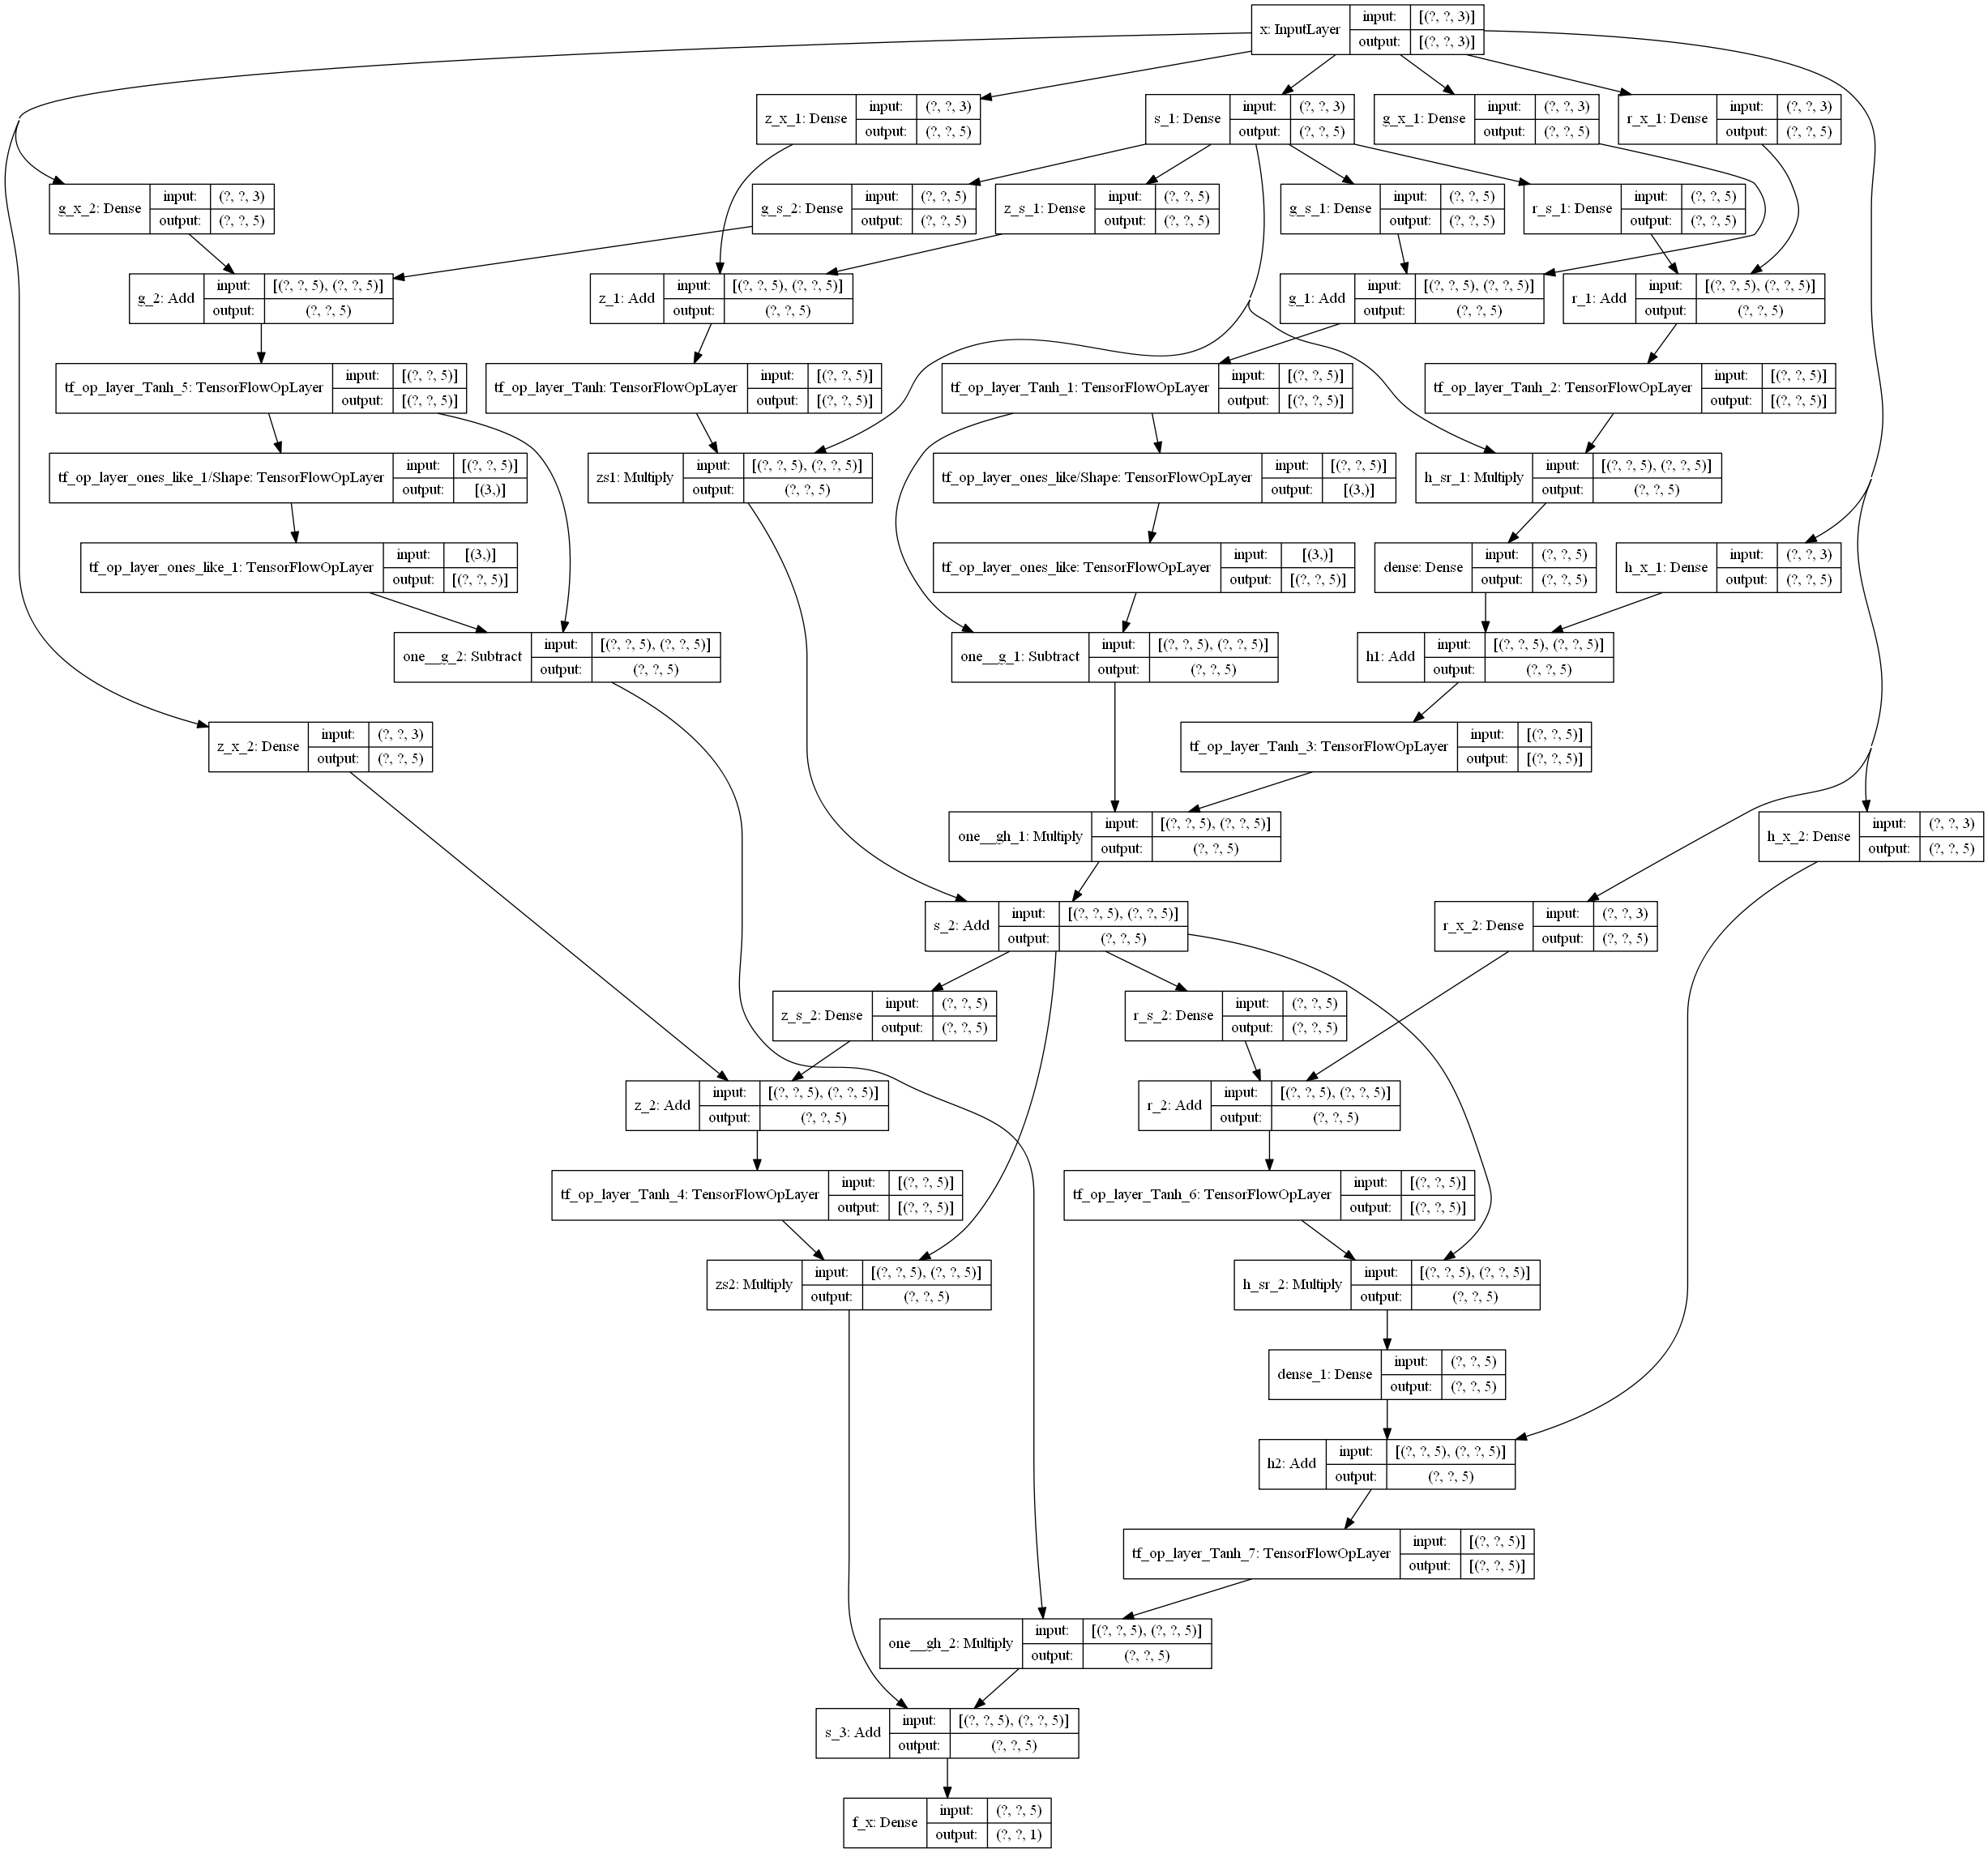 x: InputLayer
input: [(?, ?, 3)]
output: [(?, ?, 3)]
z_x_1: Dense
input: (?, ?, 3)
output: (?, ?, 5)
s_1: Dense
input: (?, ?, 3)
output: (?, ?, 5)
g_x_1: Dense
input: (?, ?, 3)
output: (?, ?, 5)
r_x_1: Dense
input: (?, ?, 3)
output: (?, ?, 5)
g_x_2: Dense
input: (?, ?, 3)
output: (?, ?, 5)
g_s_2: Dense
input: (?, ?, 5)
output: (?, ?, 5)
z_s_1: Dense
input: (?, ?, 5)
output: (?, ?, 5)
g_s_1: Dense
input: (?, ?, 5)
output: (?, ?, 5)
r_s_1: Dense
input: (?, ?, 5)
output: (?, ?, 5)
g_2: Add
input: [(?, ?, 5), (?, ?, 5)]
output: (?, ?, 5)
z_1: Add
input: [(?, ?, 5), (?, ?, 5)]
output: (?, ?, 5)
g_1: Add
input: [(?, ?, 5), (?, ?, 5)]
output: (?, ?, 5)
r_1: Add
input: [(?, ?, 5), (?, ?, 5)]
output: (?, ?, 5)
tf_op_layer_Tanh_5: TensorFlowOpLayer
input: [(?, ?, 5)]
output: [(?, ?, 5)]
tf_op_layer_Tanh: TensorFlowOpLayer
input: [(?, ?, 5)]
output: [(?, ?, 5)]
tf_op_layer_Tanh_1: TensorFlowOpLayer
input: [(?, ?, 5)]
output: [(?, ?, 5)]
tf_op_layer_Tanh_2: TensorFlowOpLayer
input: [(?, ?, 5)]
output: [(?, ?, 5)]
tf_op_layer_ones_like_1/Shape: TensorFlowOpLayer
input: [(?, ?, 5)]
output: [(3,)]
zs1: Multiply
input: [(?, ?, 5), (?, ?, 5)]
output: (?, ?, 5)
tf_op_layer_ones_like/Shape: TensorFlowOpLayer
input: [(?, ?, 5)]
output: [(3,)]
h_sr_1: Multiply
input: [(?, ?, 5), (?, ?, 5)]
output: (?, ?, 5)
tf_op_layer_ones_like_1: TensorFlowOpLayer
input: [(3,)]
output: [(?, ?, 5)]
tf_op_layer_ones_like: TensorFlowOpLayer
input: [(3,)]
output: [(?, ?, 5)]
dense: Dense
input: (?, ?, 5)
output: (?, ?, 5)
h_x_1: Dense
input: (?, ?, 3)
output: (?, ?, 5)
one__g_2: Subtract
input: [(?, ?, 5), (?, ?, 5)]
output: (?, ?, 5)
one__g_1: Subtract
input: [(?, ?, 5), (?, ?, 5)]
output: (?, ?, 5)
h1: Add
input: [(?, ?, 5), (?, ?, 5)]
output: (?, ?, 5)
z_x_2: Dense
input: (?, ?, 3)
output: (?, ?, 5)
tf_op_layer_Tanh_3: TensorFlowOpLayer
input: [(?, ?, 5)]
output: [(?, ?, 5)]
one__gh_1: Multiply
input: [(?, ?, 5), (?, ?, 5)]
output: (?, ?, 5)
h_x_2: Dense
input: (?, ?, 3)
output: (?, ?, 5)
s_2: Add
input: [(?, ?, 5), (?, ?, 5)]
output: (?, ?, 5)
r_x_2: Dense
input: (?, ?, 3)
output: (?, ?, 5)
z_s_2: Dense
input: (?, ?, 5)
output: (?, ?, 5)
r_s_2: Dense
input: (?, ?, 5)
output: (?, ?, 5)
z_2: Add
input: [(?, ?, 5), (?, ?, 5)]
output: (?, ?, 5)
r_2: Add
input: [(?, ?, 5), (?, ?, 5)]
output: (?, ?, 5)
tf_op_layer_Tanh_4: TensorFlowOpLayer
input: [(?, ?, 5)]
output: [(?, ?, 5)]
tf_op_layer_Tanh_6: TensorFlowOpLayer
input: [(?, ?, 5)]
output: [(?, ?, 5)]
zs2: Multiply
input: [(?, ?, 5), (?, ?, 5)]
output: (?, ?, 5)
h_sr_2: Multiply
input: [(?, ?, 5), (?, ?, 5)]
output: (?, ?, 5)
dense_1: Dense
input: (?, ?, 5)
output: (?, ?, 5)
h2: Add
input: [(?, ?, 5), (?, ?, 5)]
output: (?, ?, 5)
tf_op_layer_Tanh_7: TensorFlowOpLayer
input: [(?, ?, 5)]
output: [(?, ?, 5)]
one__gh_2: Multiply
input: [(?, ?, 5), (?, ?, 5)]
output: (?, ?, 5)
s_3: Add
input: [(?, ?, 5), (?, ?, 5)]
output: (?, ?, 5)
f_x: Dense
input: (?, ?, 5)
output: (?, ?, 1)